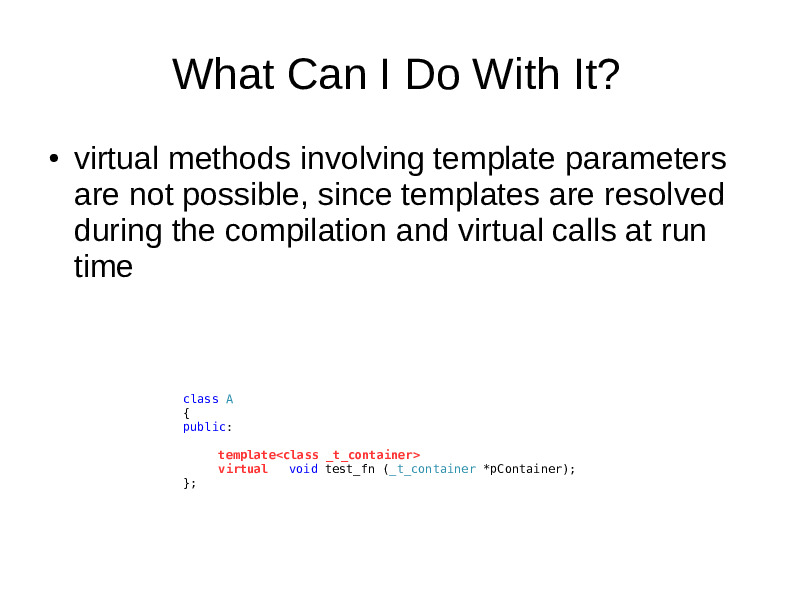 What Can I Do With It?
• virtual methods involving template parameters
are not possible, since templates are resolved
during the compilation and virtual calls at run
time
class A
{
public:
template<class _t_container>
virtual   void test_fn (_t_container *pContainer);
};